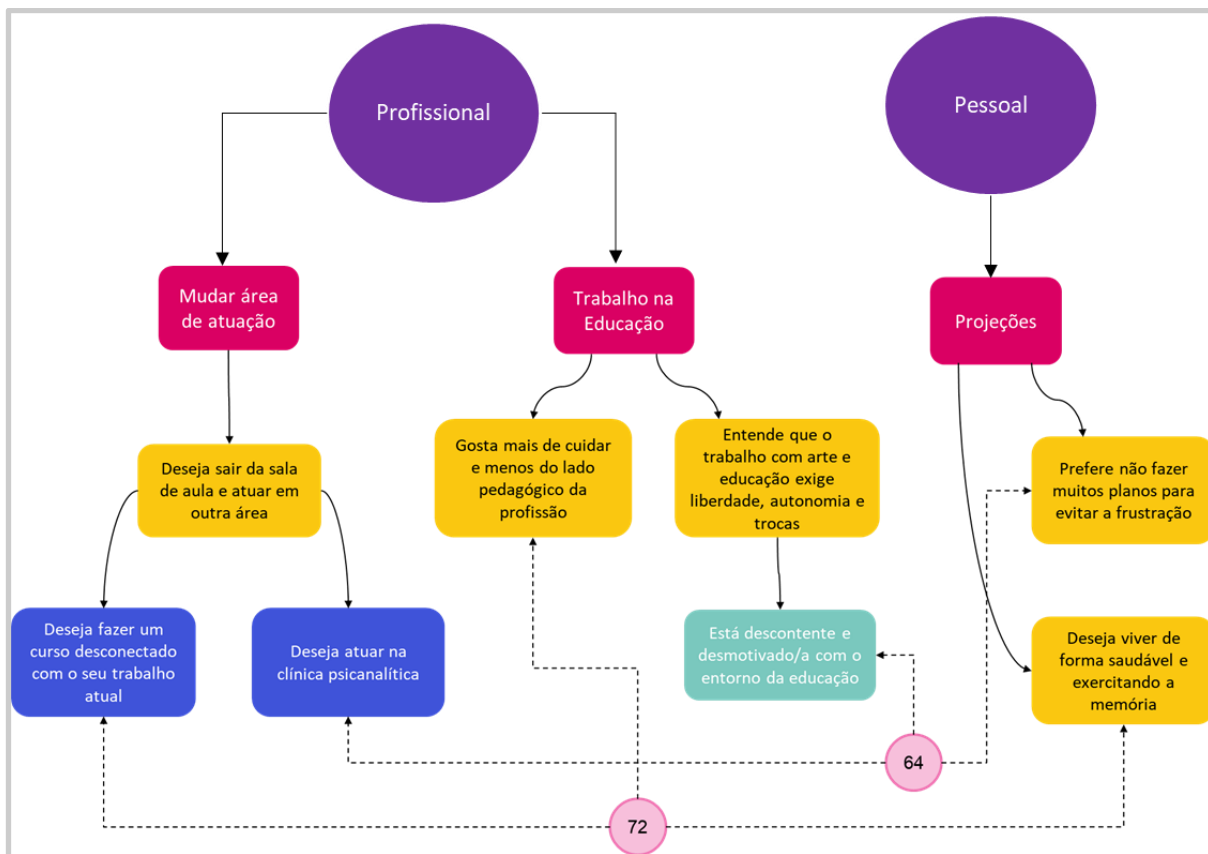 Profissional
Pessoal
Mudar área
de atuação
Trabalho na
Educação
Projeções
Deseja sair da sala
de aula e atuar em
outra área
Gosta mais de cuidar
e menos do lado
pedagógico da
profissão
Entende que o
trabalho com arte e
educação exige
liberdade, autonomia e
trocas
Prefere não fazer
muitos planos para
evitar a frustração
Deseja fazer um
curso desconectado
com o seu trabalho
atual
Deseja atuar na
clínica psicanalítica
Está descontente e
desmotivado/a com o
entorno da educação
Deseja viver de
forma saudável e
exercitando a
memória
64
72